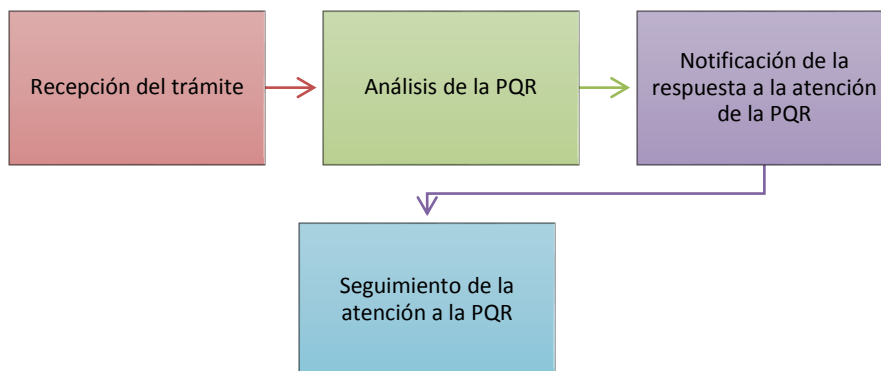 Recepción del trámite
Análisis de la PQR
Notificación de la
respuesta a la atención
de la PQR
Seguimiento de la
atención a la PQR